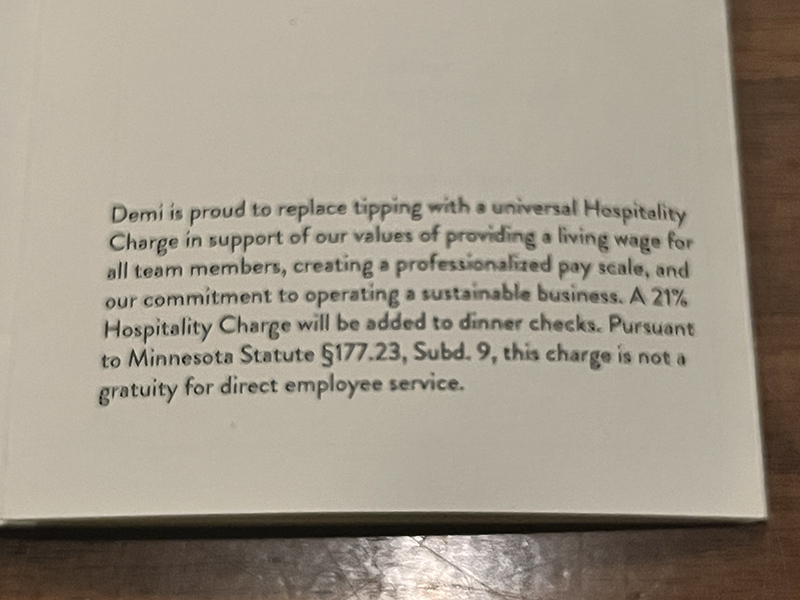 Demi is proud to replace tipping with a universal Hospitality
Charge in support of our values of providing a living wage for
all team members, creating a professionalized pay scale, and
our commitment to operating a sustainable business. A 21%
Hospitality Charge will be added to dinner checks. Pursuant
to Minnesota Statute §177.23, Subd. 9, this charge is not a
gratuity for direct employee service.